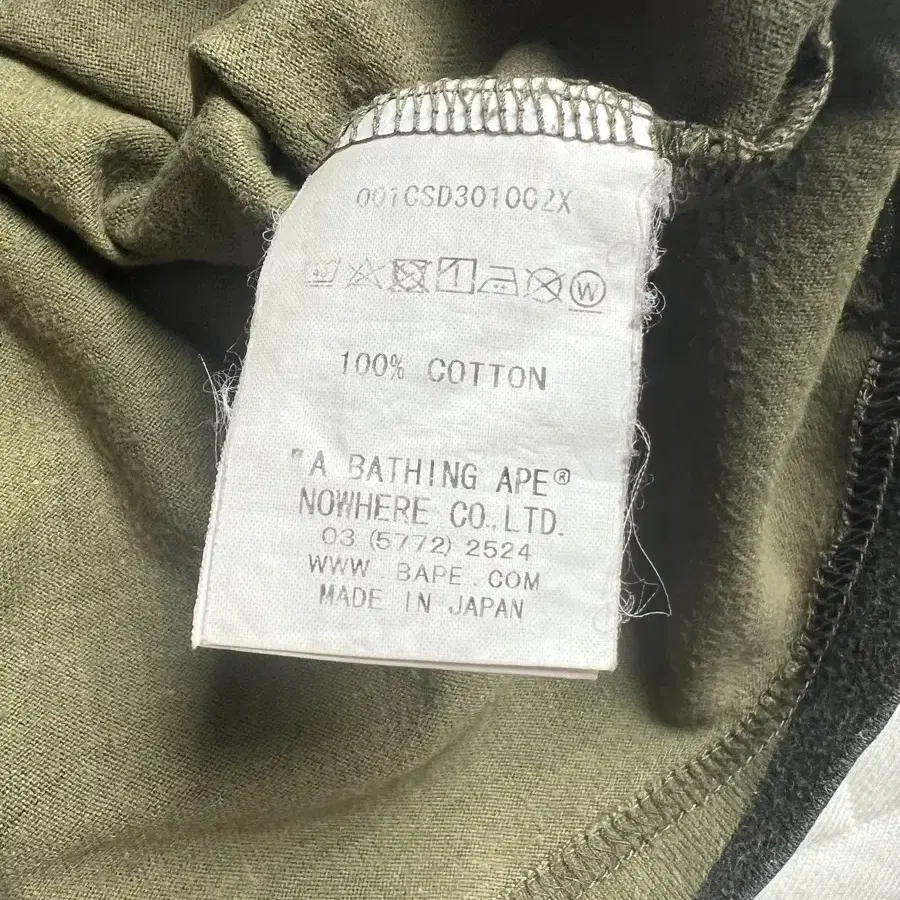 001CSD301002X
W
100% COTTON
"A BATHING APE®
NOWHERE CO.,LTD.
03 (5772) 2524
WWW.BAPE.COM
MADE IN JAPAN